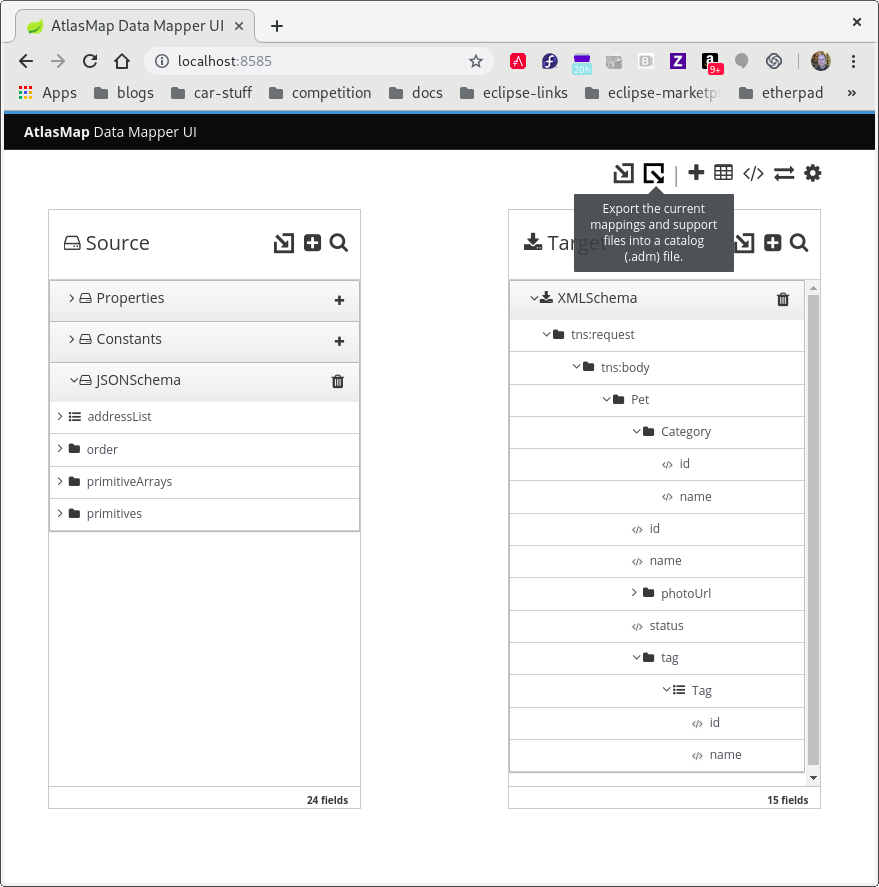 AtlasMap Data Mapper UI
localhost:8585
20h
9+
Apps blogs car-stuff competition docs eclipse-links eclipse-marketpl etherpad »
AtlasMap Data Mapper UI
Export the current
mappings and support
files into a catalog
(.adm) file.
Source
Target
Properties
Constants
JSONSchema
addressList
order
primitiveArrays
primitives
24 fields
XMLSchema
tns:request
tns:body
Pet
Category
id
name
id
name
photoUrl
status
tag
Tag
id
name
15 fields